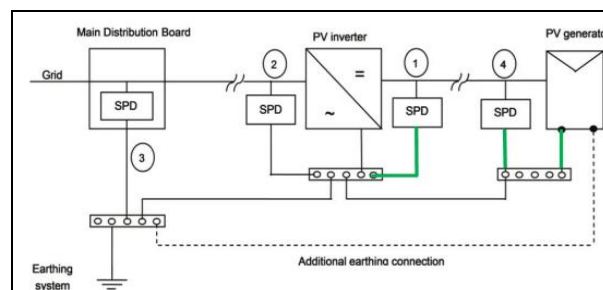 Main Distribution Board
PV inverter
PV generator
Grid
2
1
4
=
~
SPD
SPD
SPD
SPD
3
Earthing
system
Additional earthing connection